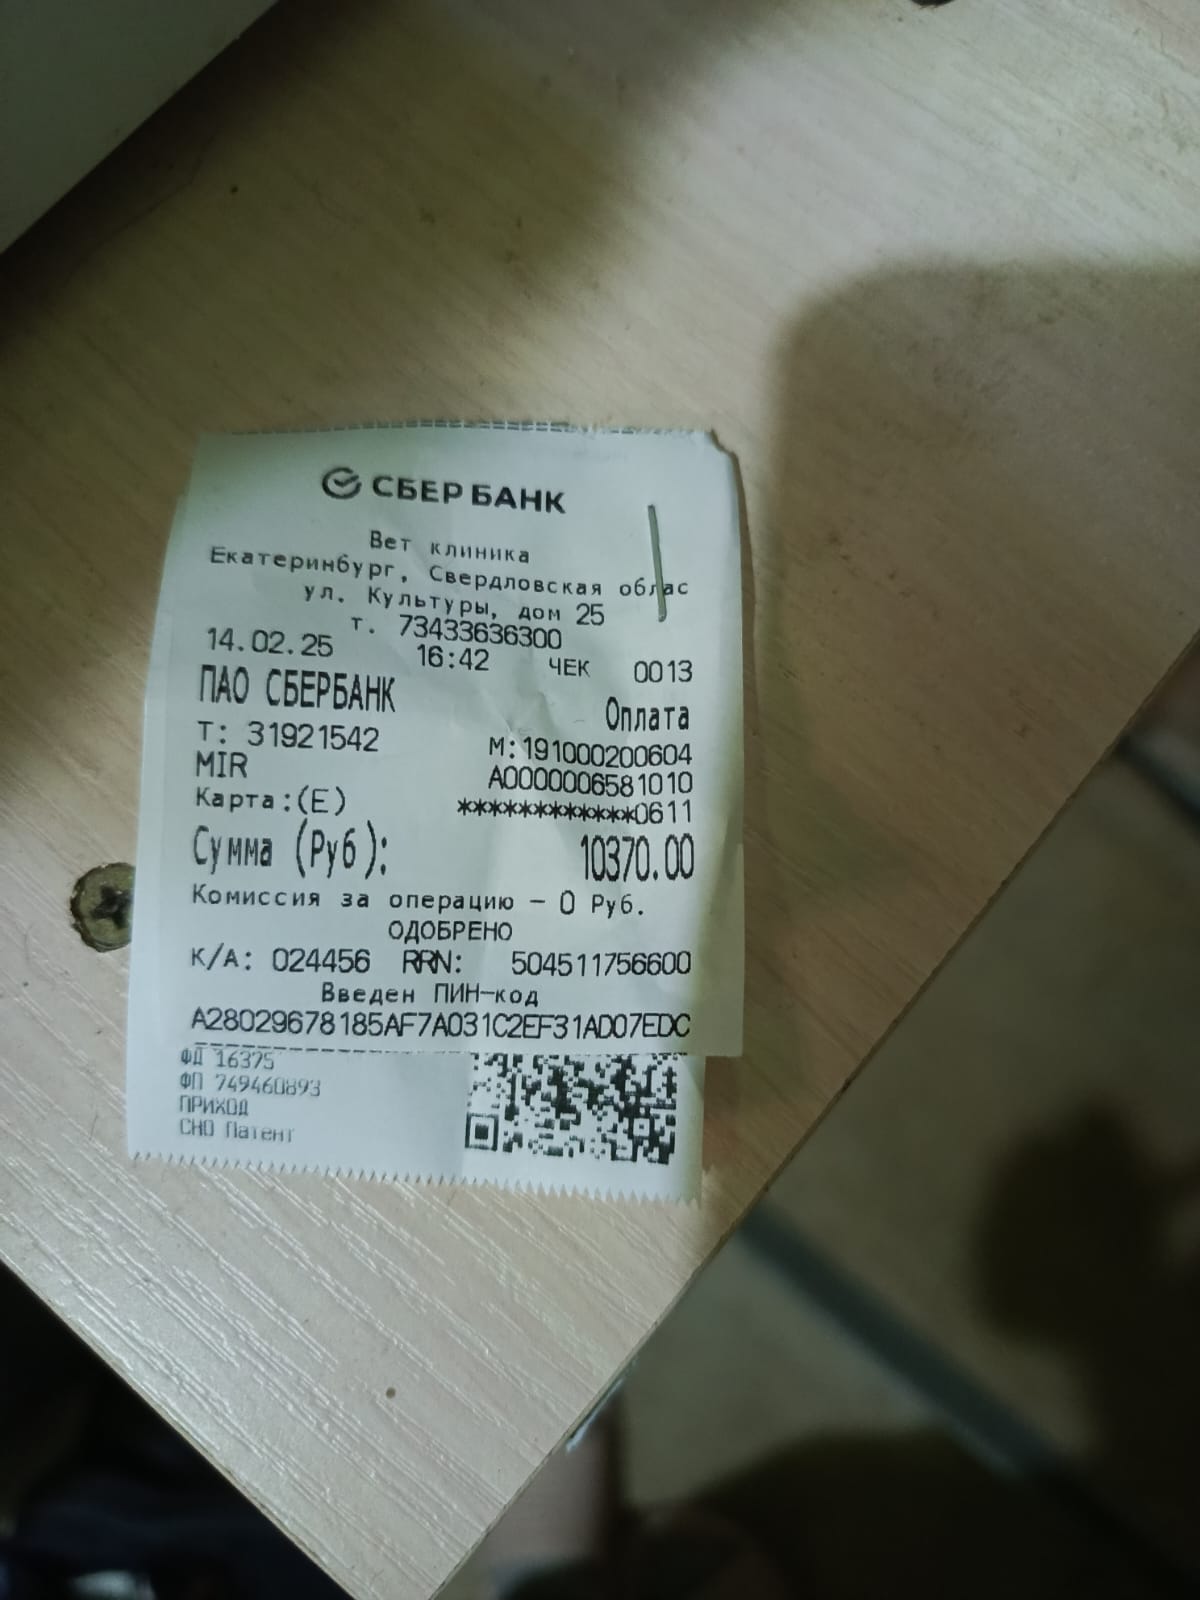 СБЕР БАНК
Вет клиника
Екатеринбург, Свердловская облас
ул. Культуры, дом 25
т. 73433636300
14.02.25 16:42 ЧЕК 0013
ПАО СБЕРБАНК Оплата
Т: 31921542 М:191000200604
MIR A0000006581010
Карта:(E) ************0611
Сумма (Руб): 10370.00
Комиссия за операцию – 0 Руб.
ОДОБРЕНО
К/А: 024456 RRN: 504511756600
Введен ПИН-код
A28029678185AF7A031C2EF31AD07EDC
ФД 16375
ФП 749460893
ПРИХОД
СНО Патент